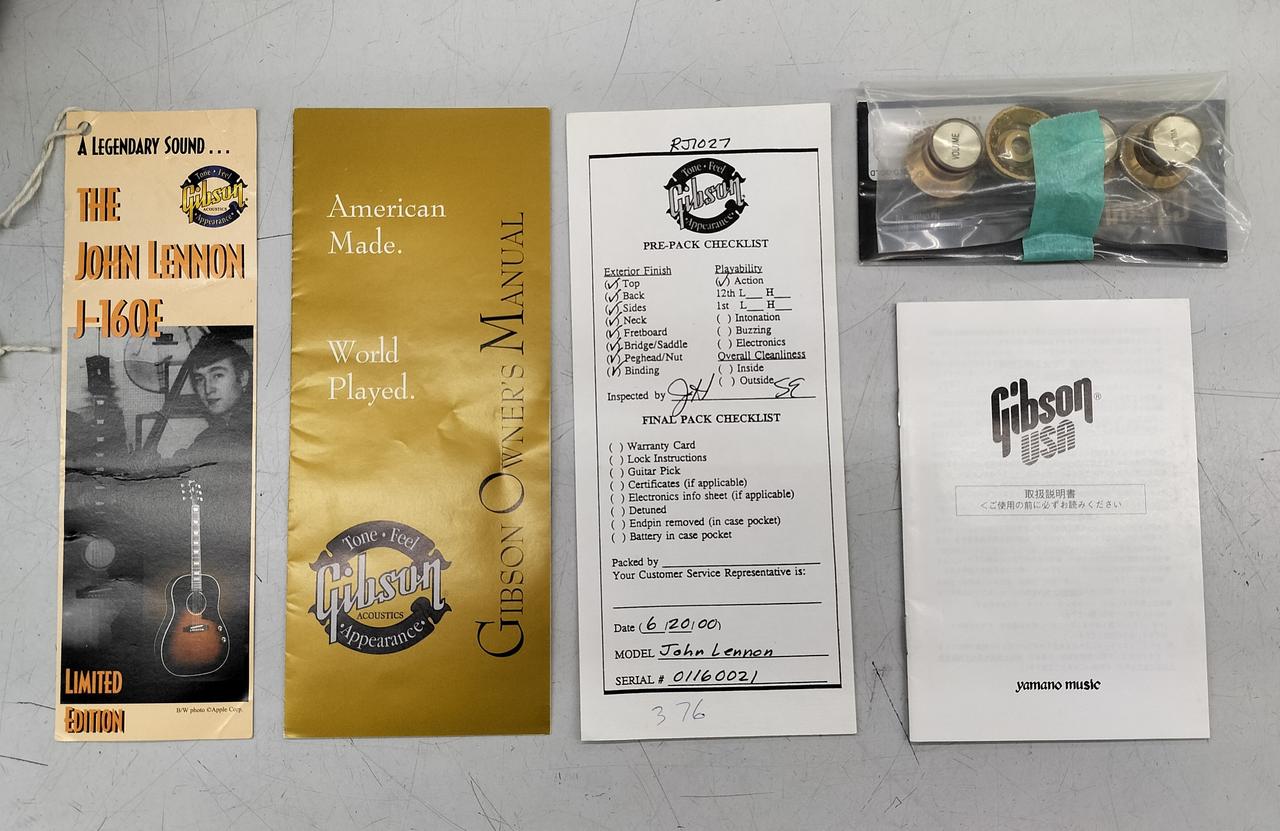 A LEGENDARY SOUND...
Tone · Feel
Gibson
ACOUSTICS
Appearance
THE
JOHN LENNON
J-160E
LIMITED
EDITION
B/W photo ©Apple Corp.
American
Made.
World
Played.
GIBSON OWNER'S MANUAL
Tone · Feel
Gibson
ACOUSTICS
·Appearance·
RJ1027
Tone · Feel
Gibson
ACOUSTICS
·Appearance·
PRE-PACK CHECKLIST
Exterior Finish
(✓) Top
(✓) Back
(✓) Sides
(✓) Neck
(✓) Fretboard
(✓) Bridge/Saddle
(✓) Peghead/Nut
(✓) Binding
Playability
(✓) Action
12th L___ H___
1st L___ H___
( ) Intonation
( ) Buzzing
( ) Electronics
Overall Cleanliness
( ) Inside
( ) Outside
Inspected by
FINAL PACK CHECKLIST
( ) Warranty Card
( ) Lock Instructions
( ) Guitar Pick
( ) Certificates (if applicable)
( ) Electronics info sheet (if applicable)
( ) Detuned
( ) Endpin removed (in case pocket)
( ) Battery in case pocket
Packed by
Your Customer Service Representative is:
Date (6/20/00)
MODEL John Lennon
SERIAL # 01160021
376
VOLUME
Gibson®
USA
取扱説明書
＜ご使用の前に必ずお読みください
yamano music